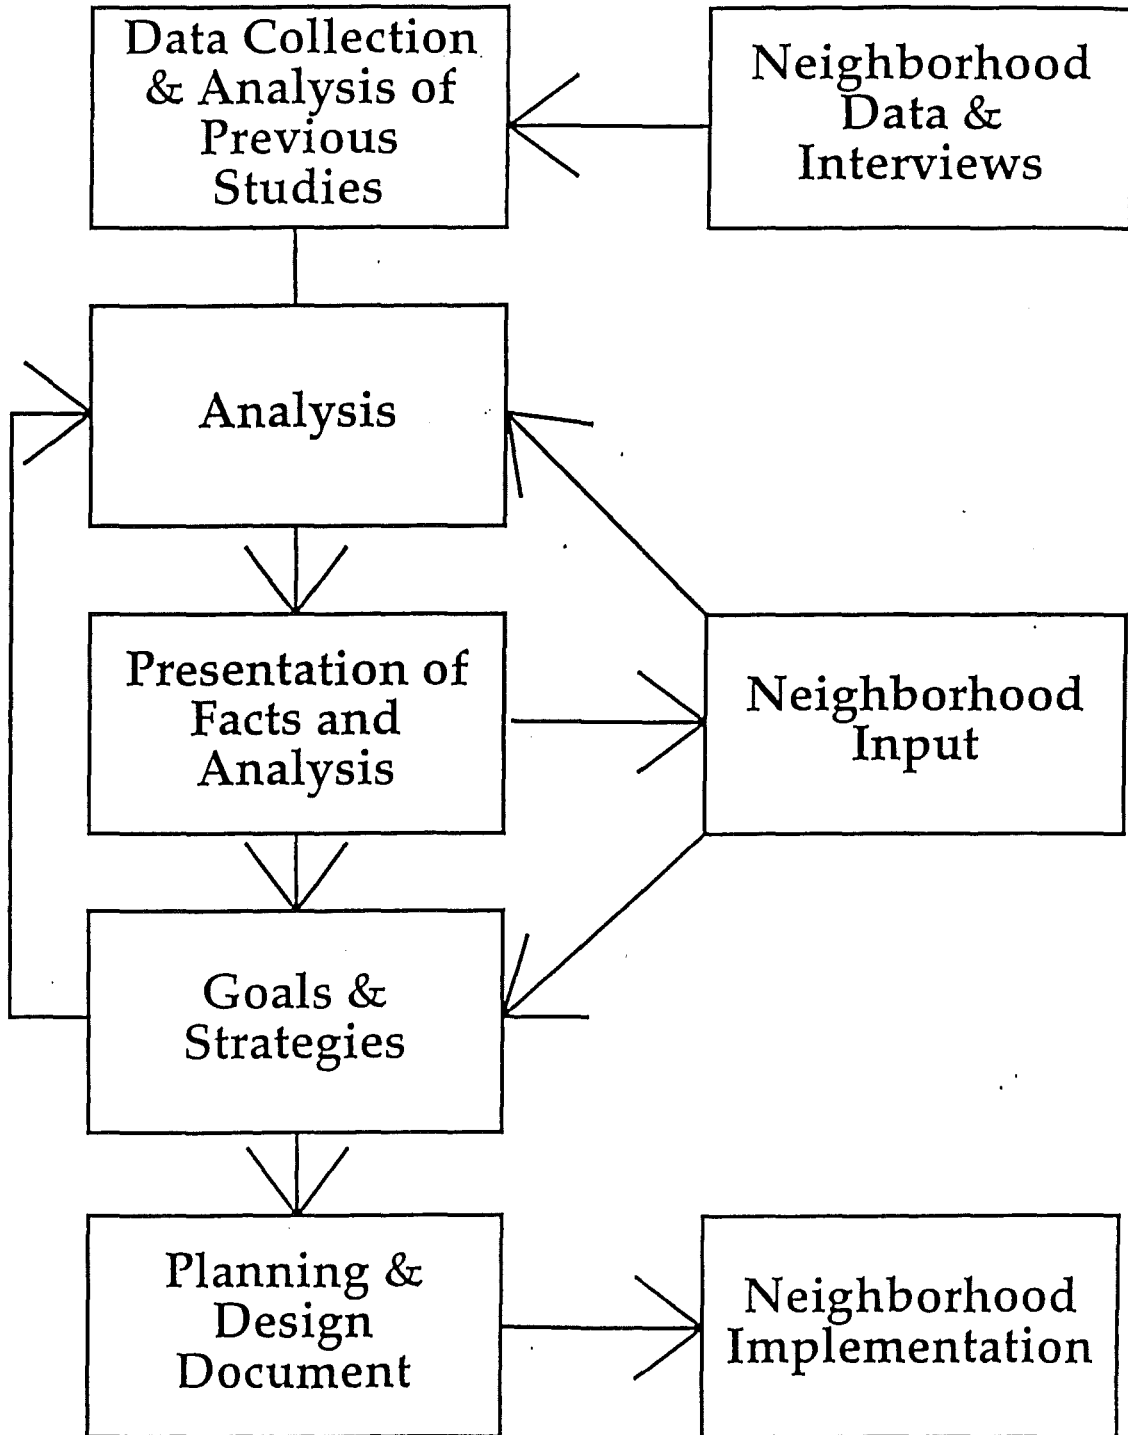 Data Collection
& Analysis of
Previous
Studies
Neighborhood
Data &
Interviews
Analysis
Presentation of
Facts and
Analysis
Neighborhood
Input
Goals &
Strategies
Planning &
Design
Document
Neighborhood
Implementation